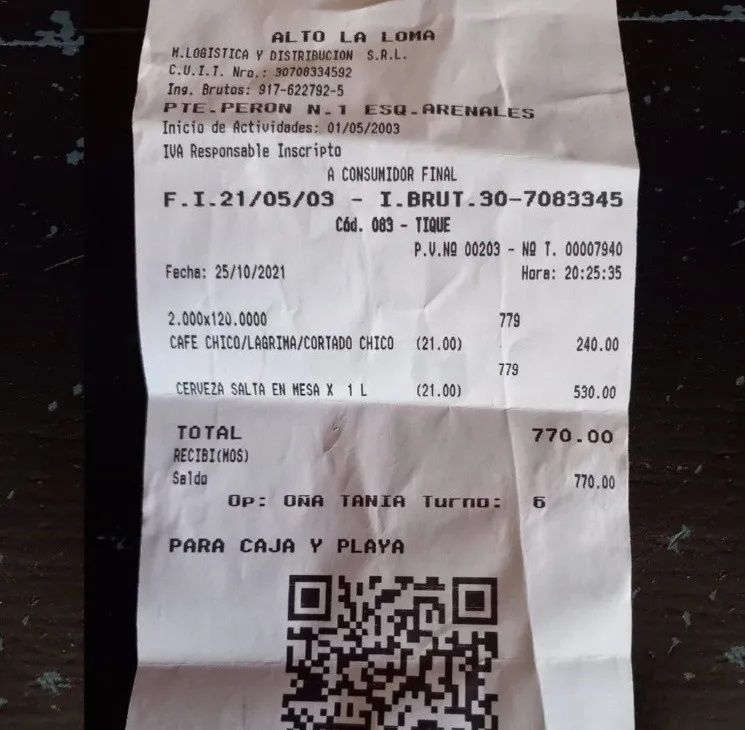 ALTO LA LOMA
M.LOGISTICA Y DISTRIBUCION S.R.L.
C.U.I.T. Nro.: 30708334592
Ing. Brutos: 917-622792-5
PTE.PERON N.1 ESQ.ARENALES
Inicio de Actividades: 01/05/2003
IVA Responsable Inscripto
A CONSUMIDOR FINAL
F.I.21/05/03 - I.BRUT.30-7083345
Cód. 083 - TIQUE
P.V.Nº 00203 - Nº T. 00007940
Fecha: 25/10/2021 Hora: 20:25:35
2.000x120.0000 779
CAFE CHICO/LAGRIMA/CORTADO CHICO (21.00) 240.00
779
CERVEZA SALTA EN MESA X 1 L (21.00) 530.00
TOTAL 770.00
RECIBI(MOS)
Saldo 770.00
Op: OÑA TANIA Turno: 6
PARA CAJA Y PLAYA